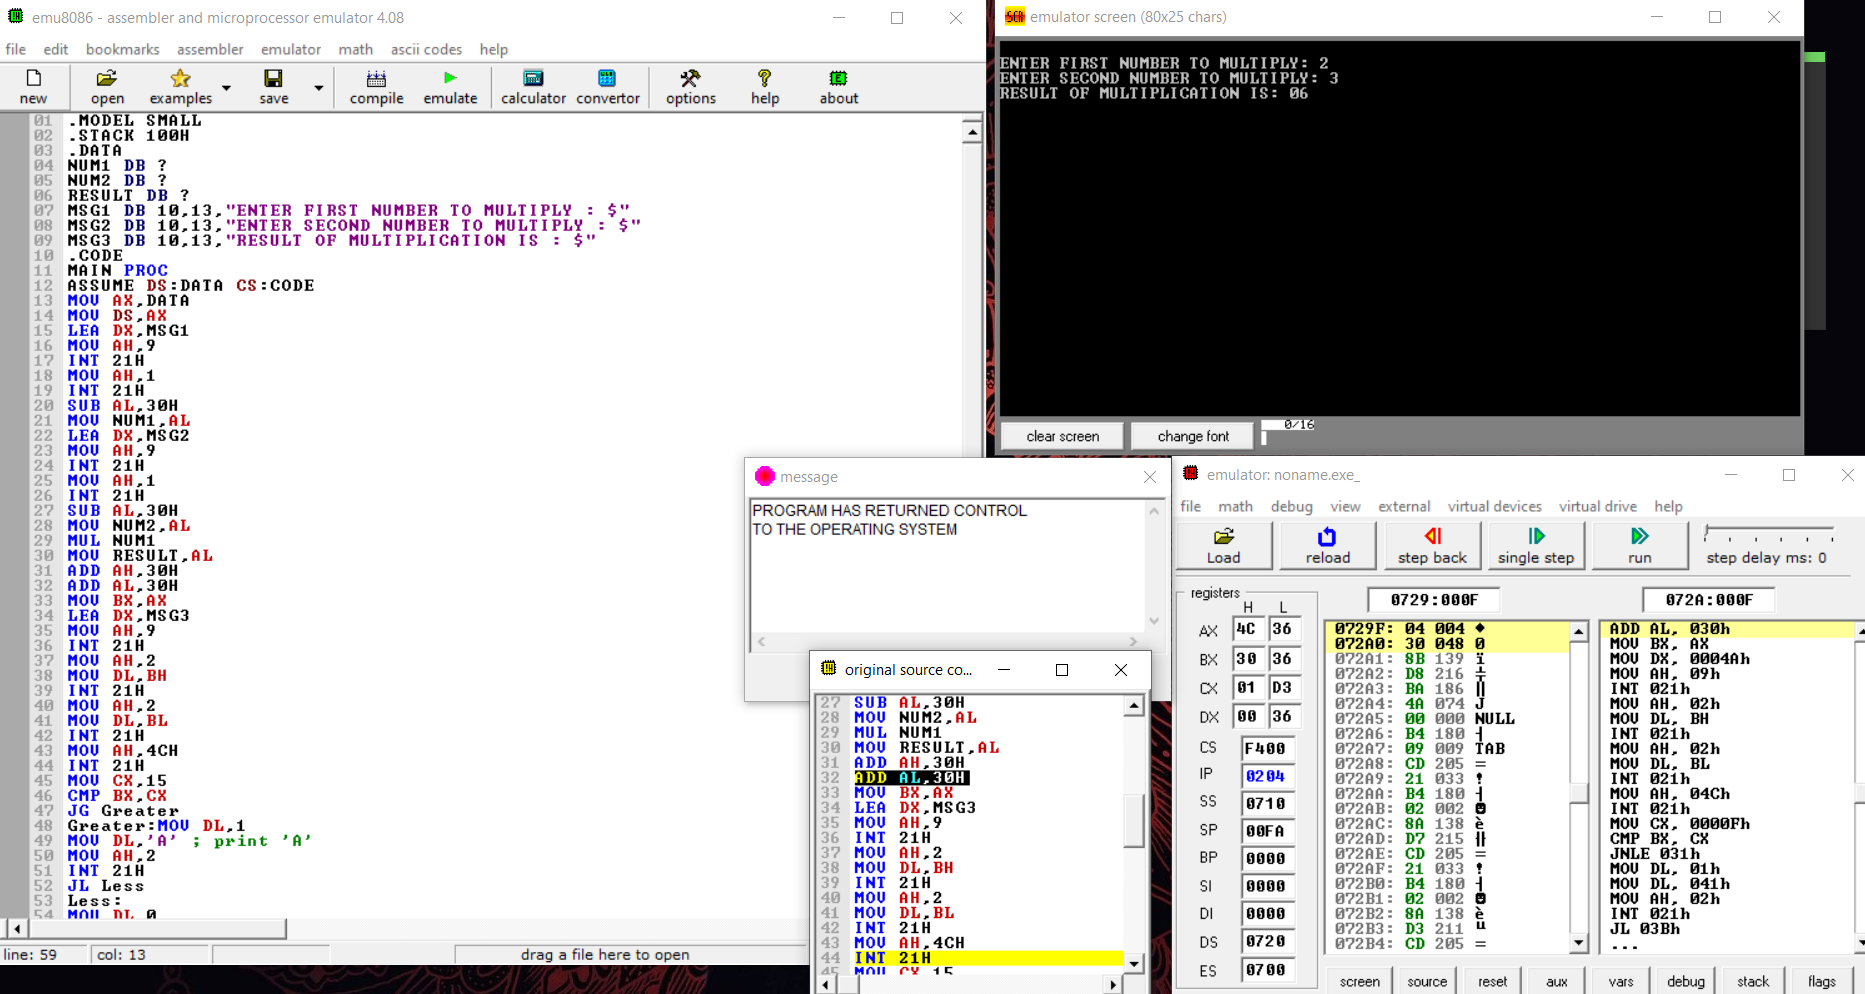 emu8086 - assembler and microprocessor emulator 4.08
file edit bookmarks assembler emulator math ascii codes help
new open examples save compile emulate calculator convertor options help about
01 .MODEL SMALL
02 .STACK 100H
03 .DATA
04 NUM1 DB ?
05 NUM2 DB ?
06 RESULT DB ?
07 MSG1 DB 10,13,"ENTER FIRST NUMBER TO MULTIPLY : $"
08 MSG2 DB 10,13,"ENTER SECOND NUMBER TO MULTIPLY : $"
09 MSG3 DB 10,13,"RESULT OF MULTIPLICATION IS : $"
10 .CODE
11 MAIN PROC
12 ASSUME DS:DATA CS:CODE
13 MOV AX,DATA
14 MOV DS,AX
15 LEA DX,MSG1
16 MOV AH,9
17 INT 21H
18 MOV AH,1
19 INT 21H
20 SUB AL,30H
21 MOV NUM1,AL
22 LEA DX,MSG2
23 MOV AH,9
24 INT 21H
25 MOV AH,1
26 INT 21H
27 SUB AL,30H
28 MOV NUM2,AL
29 MUL NUM1
30 MOV RESULT,AL
31 ADD AH,30H
32 ADD AL,30H
33 MOV BX,AX
34 LEA DX,MSG3
35 MOV AH,9
36 INT 21H
37 MOV AH,2
38 MOV DL,BH
39 INT 21H
40 MOV AH,2
41 MOV DL,BL
42 INT 21H
43 MOV AH,4CH
44 INT 21H
45 MOV CX,15
46 CMP BX,CX
47 JG Greater
48 Greater:MOV DL,1
49 MOV DL,'A' ; print 'A'
50 MOV AH,2
51 INT 21H
52 JL Less
53 Less:
54 MOV DL 0
line: 59 col: 13 drag a file here to open
SCR emulator screen (80x25 chars)
ENTER FIRST NUMBER TO MULTIPLY: 2
ENTER SECOND NUMBER TO MULTIPLY: 3
RESULT OF MULTIPLICATION IS: 06
clear screen change font 0/16
message
PROGRAM HAS RETURNED CONTROL
TO THE OPERATING SYSTEM
original source co...
27 SUB AL,30H
28 MOV NUM2,AL
29 MUL NUM1
30 MOV RESULT,AL
31 ADD AH,30H
32 ADD AL,30H
33 MOV BX,AX
34 LEA DX,MSG3
35 MOV AH,9
36 INT 21H
37 MOV AH,2
38 MOV DL,BH
39 INT 21H
40 MOV AH,2
41 MOV DL,BL
42 INT 21H
43 MOV AH,4CH
44 INT 21H
45 MOV CX 15
emulator: noname.exe_
file math debug view external virtual devices virtual drive help
Load reload step back single step run step delay ms: 0
registers
H L
AX 4C 36
BX 30 36
CX 01 D3
DX 00 36
CS F400
IP 0204
SS 0710
SP 00FA
BP 0000
SI 0000
DI 0000
DS 0720
ES 0700
0729:000F
0729F: 04 004 ♦
072A0: 30 048 0
072A1: 8B 139 ï
072A2: D8 216 ╪
072A3: BA 186 ║
072A4: 4A 074 J
072A5: 00 000 NULL
072A6: B4 180 ┤
072A7: 09 009 TAB
072A8: CD 205 =
072A9: 21 033 !
072AA: B4 180 ┤
072AB: 02 002 ☻
072AC: 8A 138 è
072AD: D7 215 ╫
072AE: CD 205 =
072AF: 21 033 !
072B0: B4 180 ┤
072B1: 02 002 ☻
072B2: 8A 138 è
072B3: D3 211 ╙
072B4: CD 205 =
072A:000F
ADD AL, 030h
MOV BX, AX
MOV DX, 0004Ah
MOV AH, 09h
INT 021h
MOV AH, 02h
MOV DL, BH
INT 021h
MOV AH, 02h
MOV DL, BL
INT 021h
MOV AH, 04Ch
INT 021h
MOV CX, 0000Fh
CMP BX, CX
JNLE 031h
MOV DL, 01h
MOV DL, 041h
MOV AH, 02h
INT 021h
JL 03Bh
...
screen source reset aux vars debug stack flags